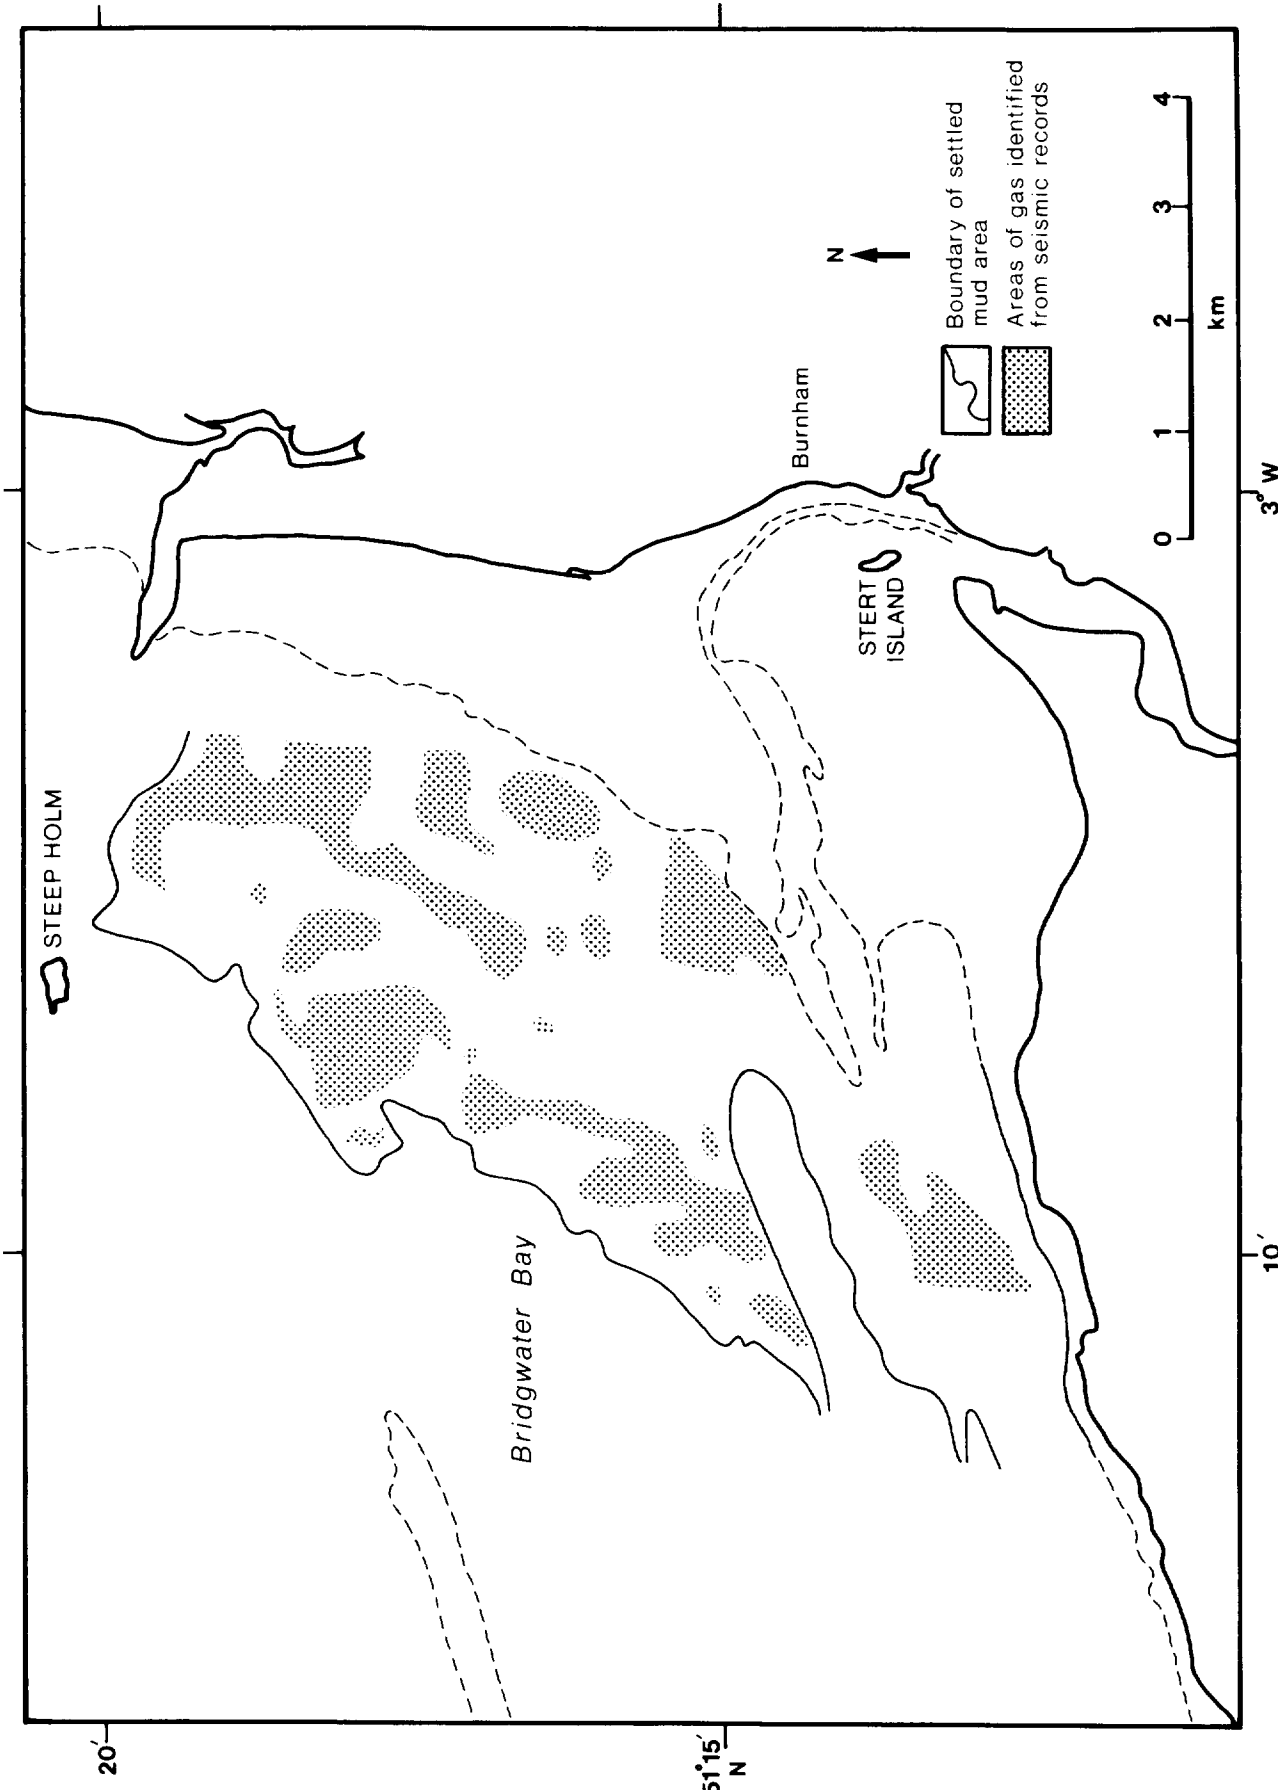 20′
STEEP HOLM
Bridgwater Bay
51°15′
N
Burnham
STERT
ISLAND
N
Boundary of settled
mud area
Areas of gas identified
from seismic records
0 1 2 3 4
km
10′
3° W